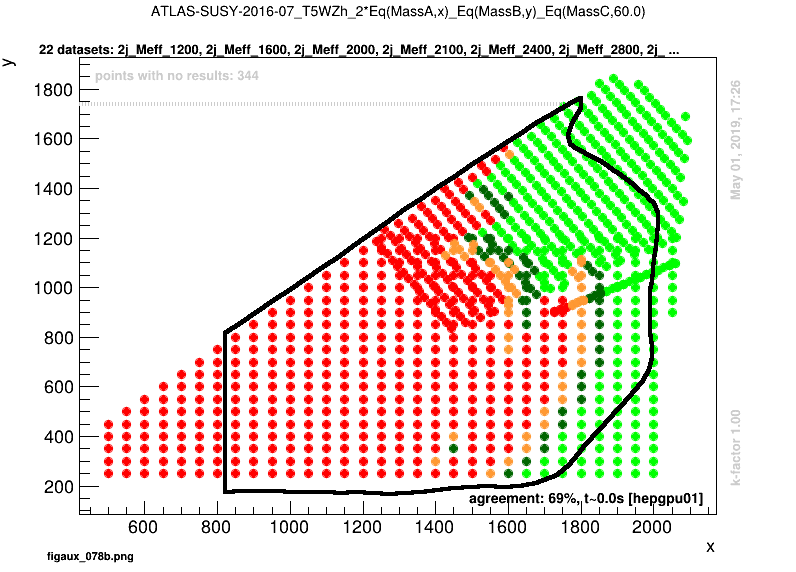 ATLAS-SUSY-2016-07_T5WZh_2*Eq(MassA,x)_Eq(MassB,y)_Eq(MassC,60.0)
22 datasets: 2j_Meff_1200, 2j_Meff_1600, 2j_Meff_2000, 2j_Meff_2100, 2j_Meff_2400, 2j_Meff_2800, 2j_ ...
y
points with no results: 344
1800
1600
1400
1200
1000
800
600
400
200
May 01, 2019, 17:26
k-factor 1.00
agreement: 69%, t~0.0s [hepgpu01]
600
800
1000
1200
1400
1600
1800
2000
x
figaux_078b.png